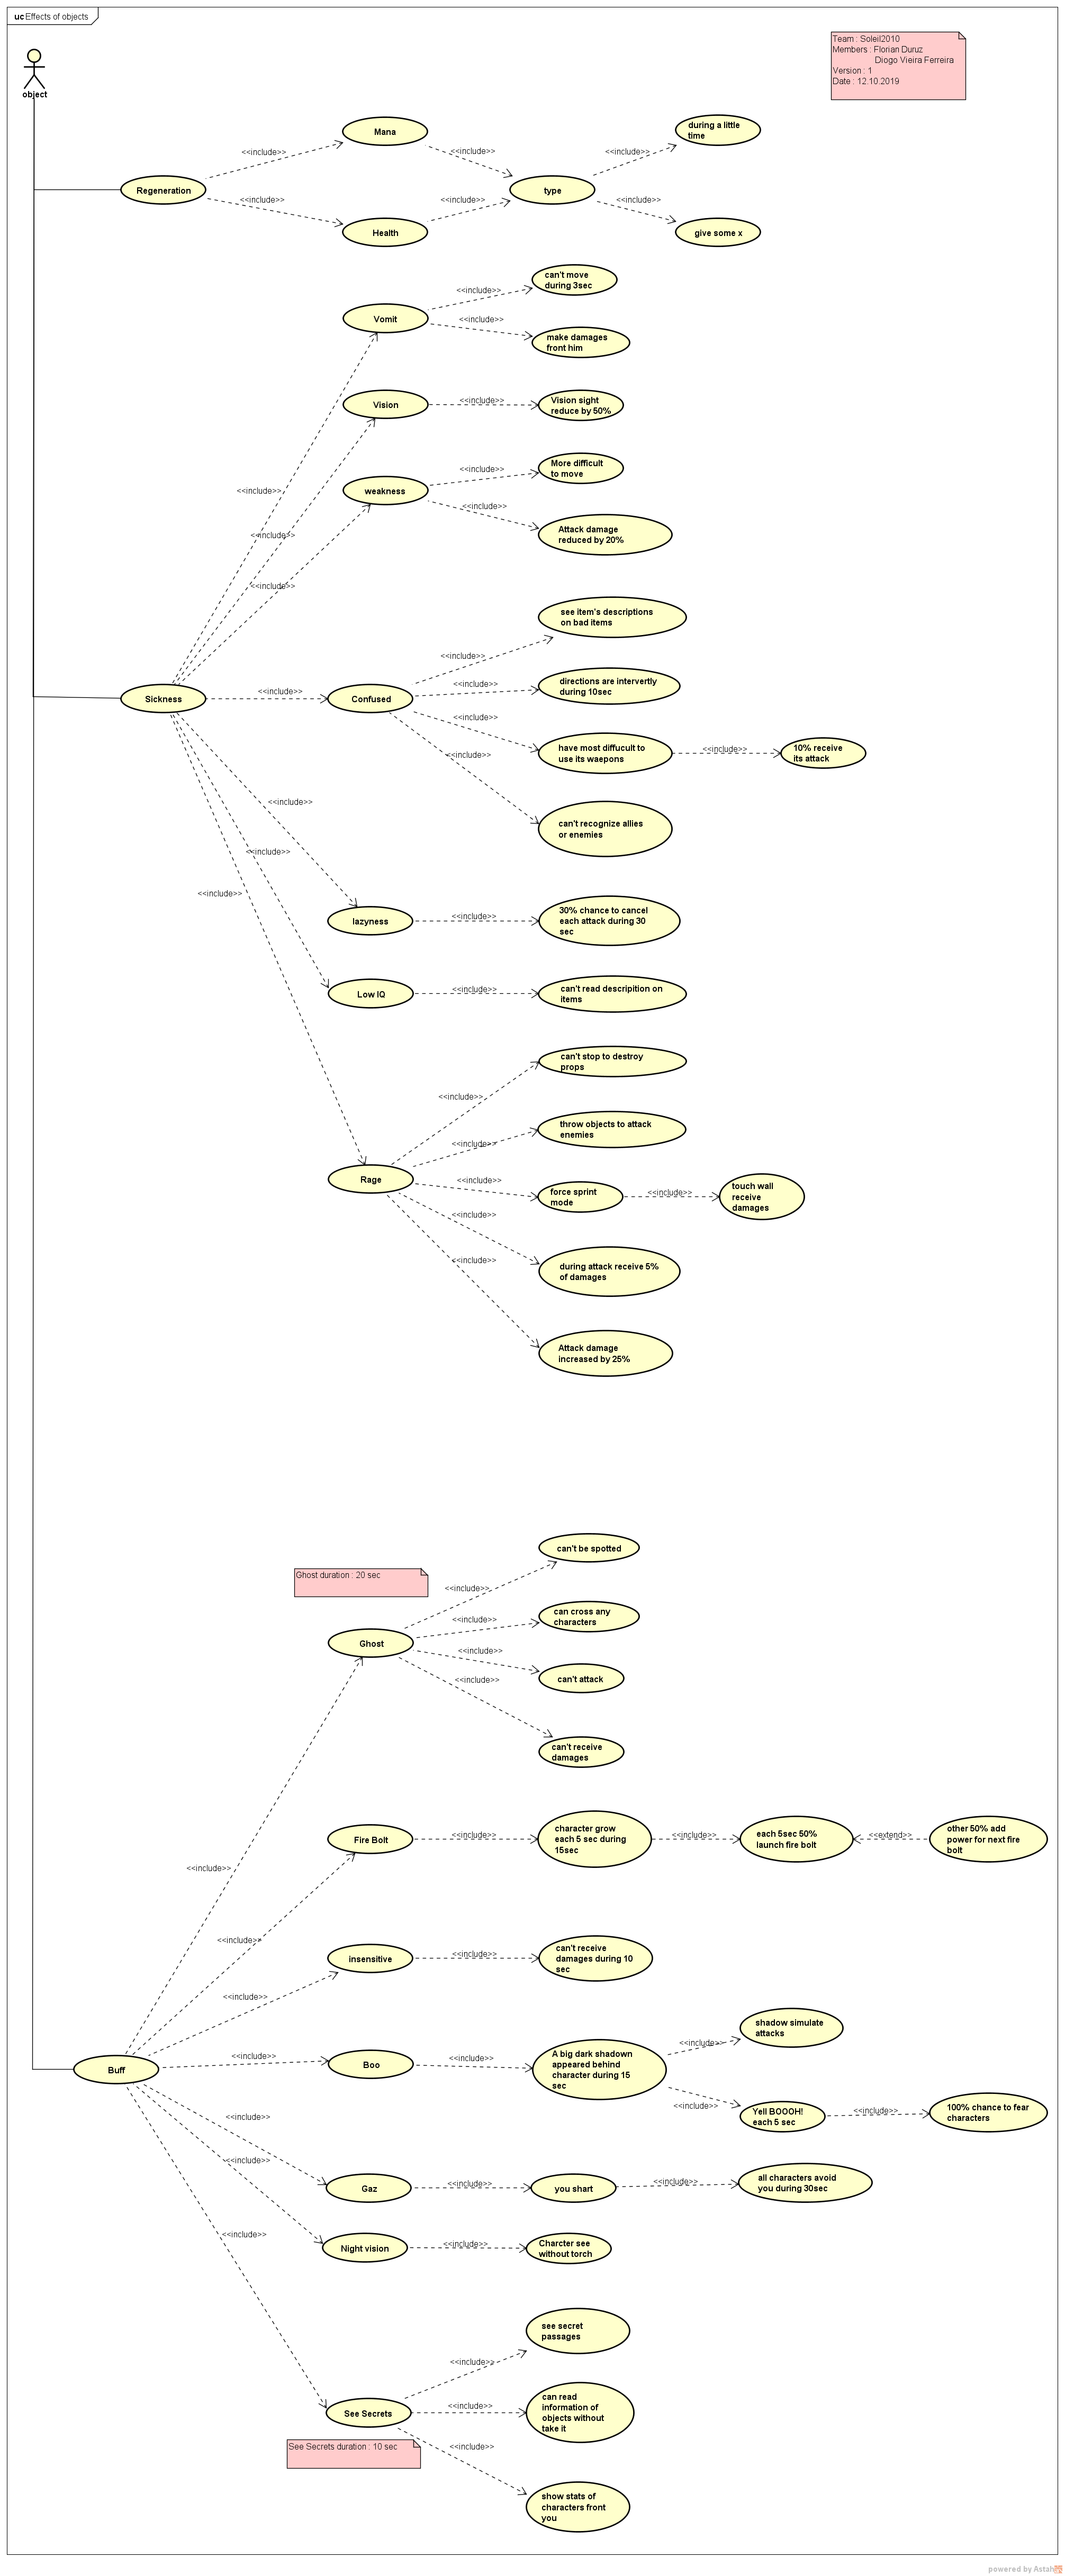 uc Effects of objects
Team : Soleil2010
Members : Florian Duruz
Diogo Vieira Ferreira
Version : 1
Date : 12.10.2019
object
Regeneration
<<include>>
Mana
<<include>>
Health
<<include>>
<<include>>
type
<<include>>
during a little
time
<<include>>
give some x
Sickness
<<include>>
Vomit
<<include>>
can't move
during 3sec
<<include>>
make damages
front him
<<include>>
Vision
<<include>>
Vision sight
reduce by 50%
<<include>>
weakness
<<include>>
More difficult
to move
<<include>>
Attack damage
reduced by 20%
<<include>>
Confused
<<include>>
see item's descriptions
on bad items
<<include>>
directions are intervertly
during 10sec
<<include>>
have most diffucult to
use its waepons
<<include>>
10% receive
its attack
<<include>>
can't recognize allies
or enemies
<<include>>
lazyness
<<include>>
30% chance to cancel
each attack during 30
sec
<<include>>
Low IQ
<<include>>
can't read descripition on
items
<<include>>
Rage
<<include>>
can't stop to destroy
props
<<include>>
throw objects to attack
enemies
<<include>>
force sprint
mode
<<include>>
touch wall
receive
damages
<<include>>
during attack receive 5%
of damages
<<include>>
Attack damage
increased by 25%
Buff
Ghost duration : 20 sec
<<include>>
Ghost
<<include>>
can't be spotted
<<include>>
can cross any
characters
<<include>>
can't attack
<<include>>
can't receive
damages
<<include>>
Fire Bolt
<<include>>
character grow
each 5 sec during
15sec
<<include>>
each 5sec 50%
launch fire bolt
<<extend>>
other 50% add
power for next fire
bolt
<<include>>
insensitive
<<include>>
can't receive
damages during 10
sec
<<include>>
Boo
<<include>>
A big dark shadown
appeared behind
character during 15
sec
<<include>>
shadow simulate
attacks
<<include>>
Yell BOOOH!
each 5 sec
<<include>>
100% chance to fear
characters
<<include>>
Gaz
<<include>>
you shart
<<include>>
all characters avoid
you during 30sec
<<include>>
Night vision
<<include>>
Charcter see
without torch
<<include>>
See Secrets
<<include>>
see secret
passages
<<include>>
can read
information of
objects without
take it
<<include>>
show stats of
characters front
you
See Secrets duration : 10 sec
powered by Astah